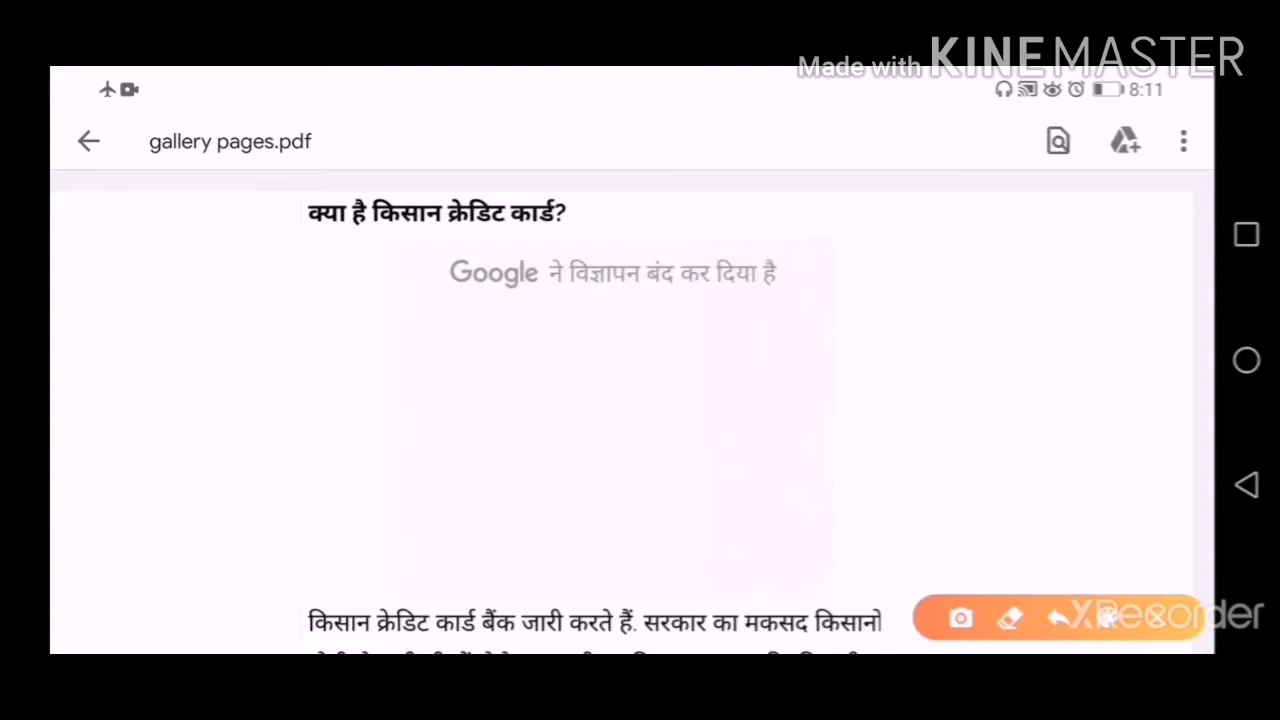 Made with KINEMASTER
8:11
gallery pages.pdf
क्या है किसान क्रेडिट कार्ड?
Google ने विज्ञापन बंद कर दिया है
किसान क्रेडिट कार्ड बैंक जारी करते हैं. सरकार का मकसद किसानों
XRecorder